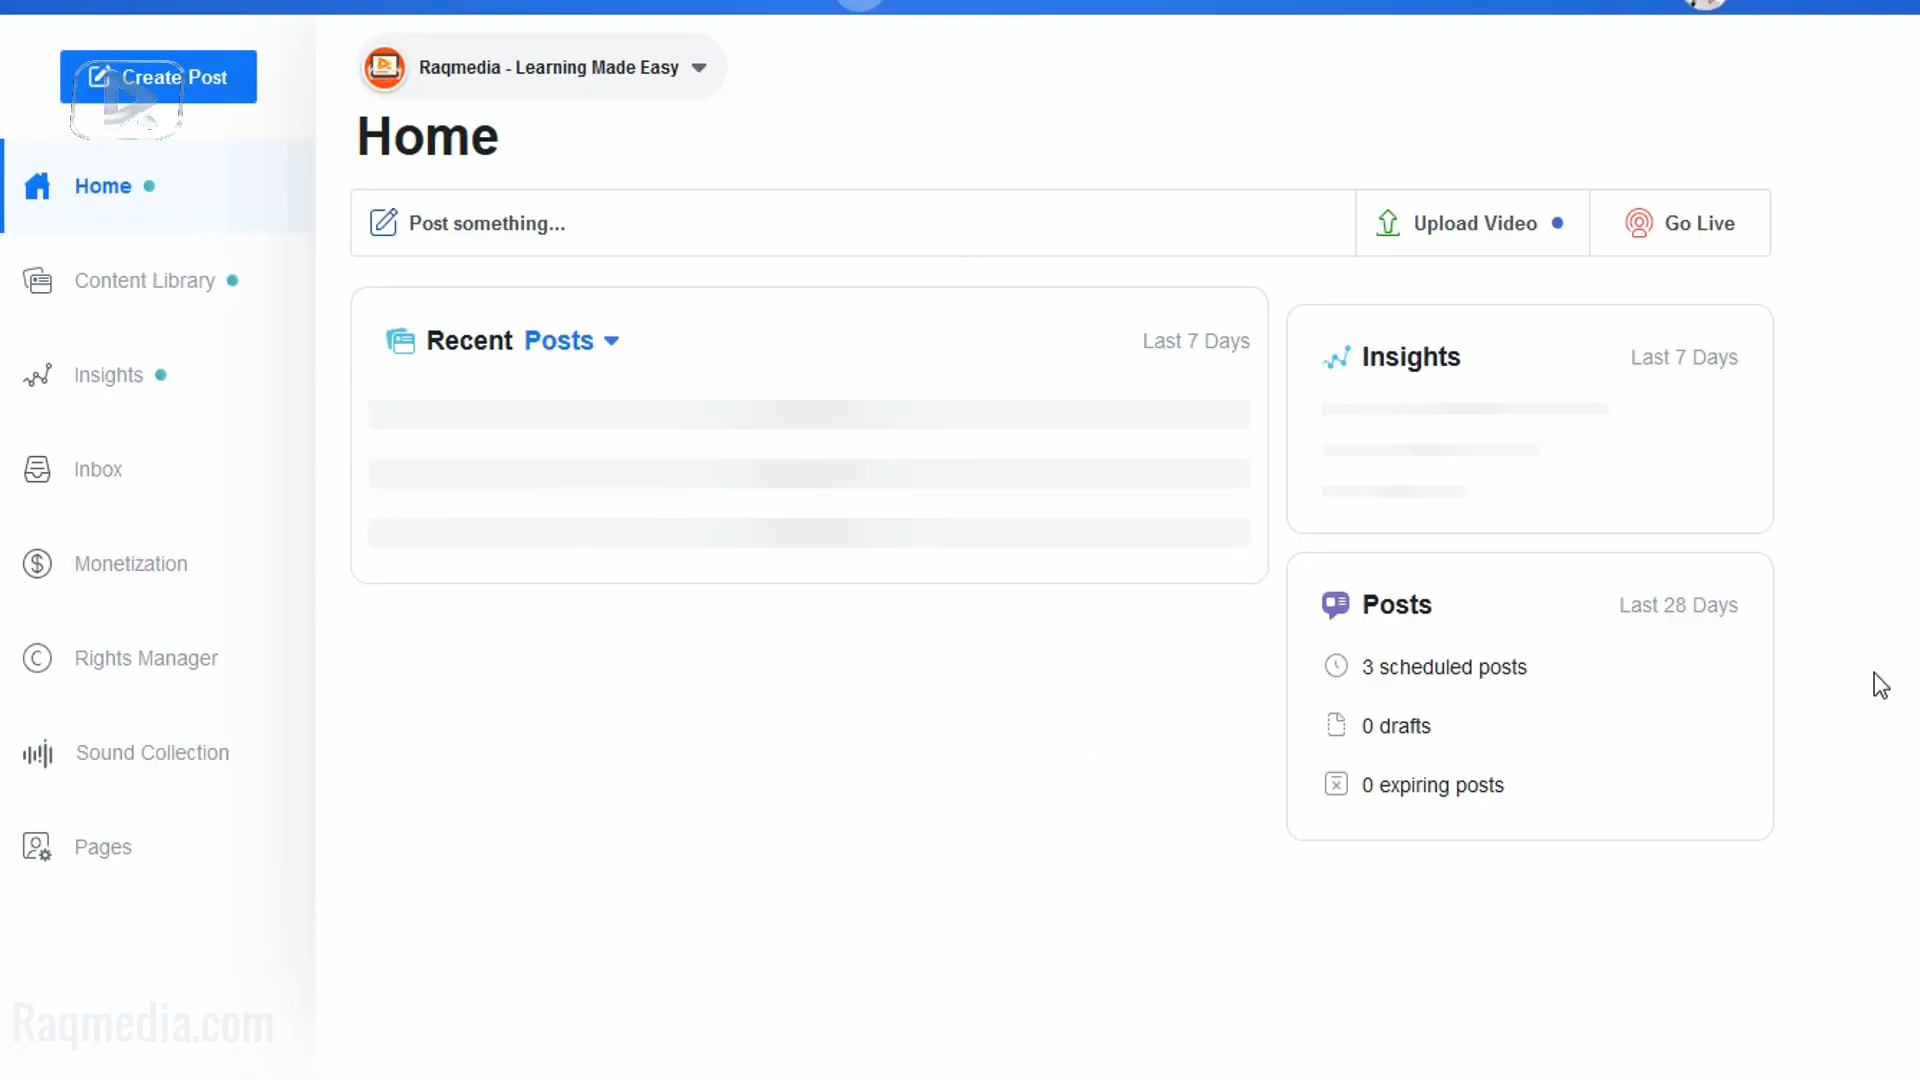 Create Post
Raqmedia - Learning Made Easy
Home
Home
Post something...
Upload Video
Go Live
Content Library
Recent Posts
Last 7 Days
Insights
Last 7 Days
Insights
Inbox
Monetization
Posts
Last 28 Days
3 scheduled posts
0 drafts
0 expiring posts
Rights Manager
Sound Collection
Pages
Raqmedia.com